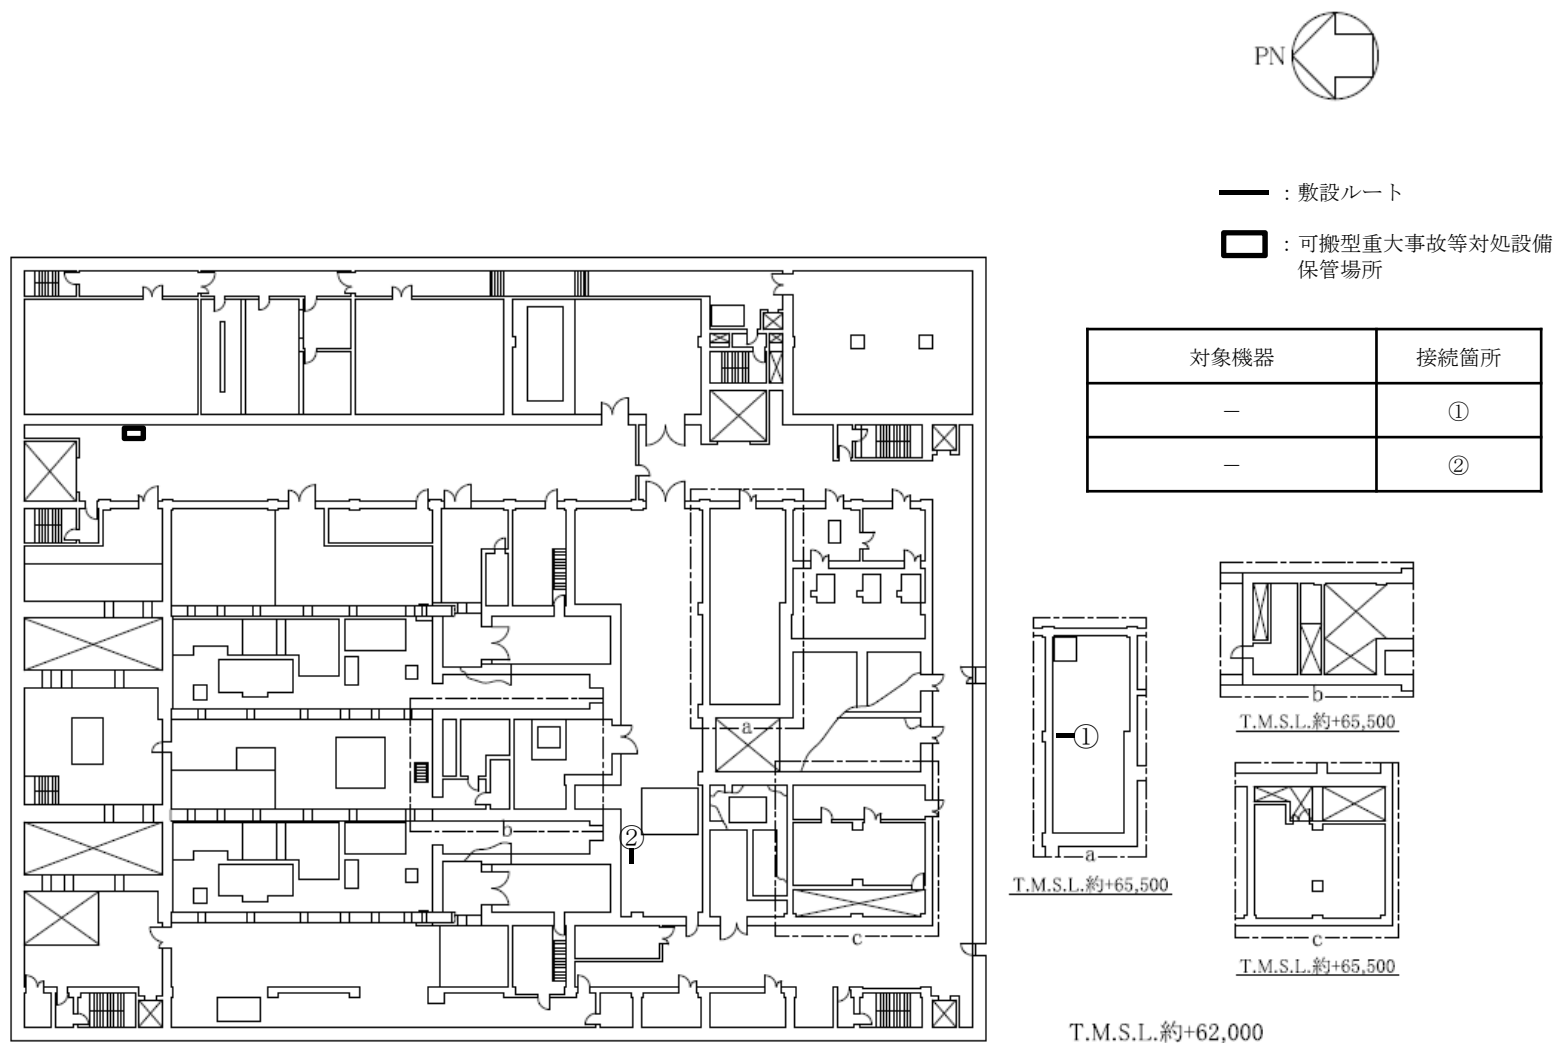 PN
：敷設ルート
：可搬型重大事故等対処設備
保管場所
対象機器 接続箇所
－ ①
－ ②
a
b
②
c
①
a
T.M.S.L.約+65,500
b
T.M.S.L.約+65,500
c
T.M.S.L.約+65,500
T.M.S.L.約+62,000